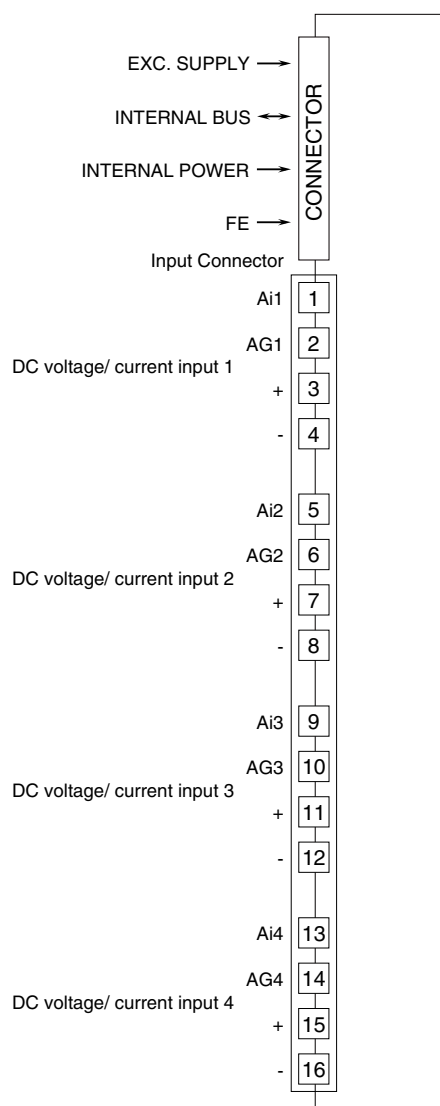 EXC. SUPPLY
INTERNAL BUS
INTERNAL POWER
FE
CONNECTOR
Input Connector
Ai1 1
AG1 2
DC voltage/ current input 1
+ 3
- 4
Ai2 5
AG2 6
DC voltage/ current input 2
+ 7
- 8
Ai3 9
AG3 10
DC voltage/ current input 3
+ 11
- 12
Ai4 13
AG4 14
DC voltage/ current input 4
+ 15
- 16